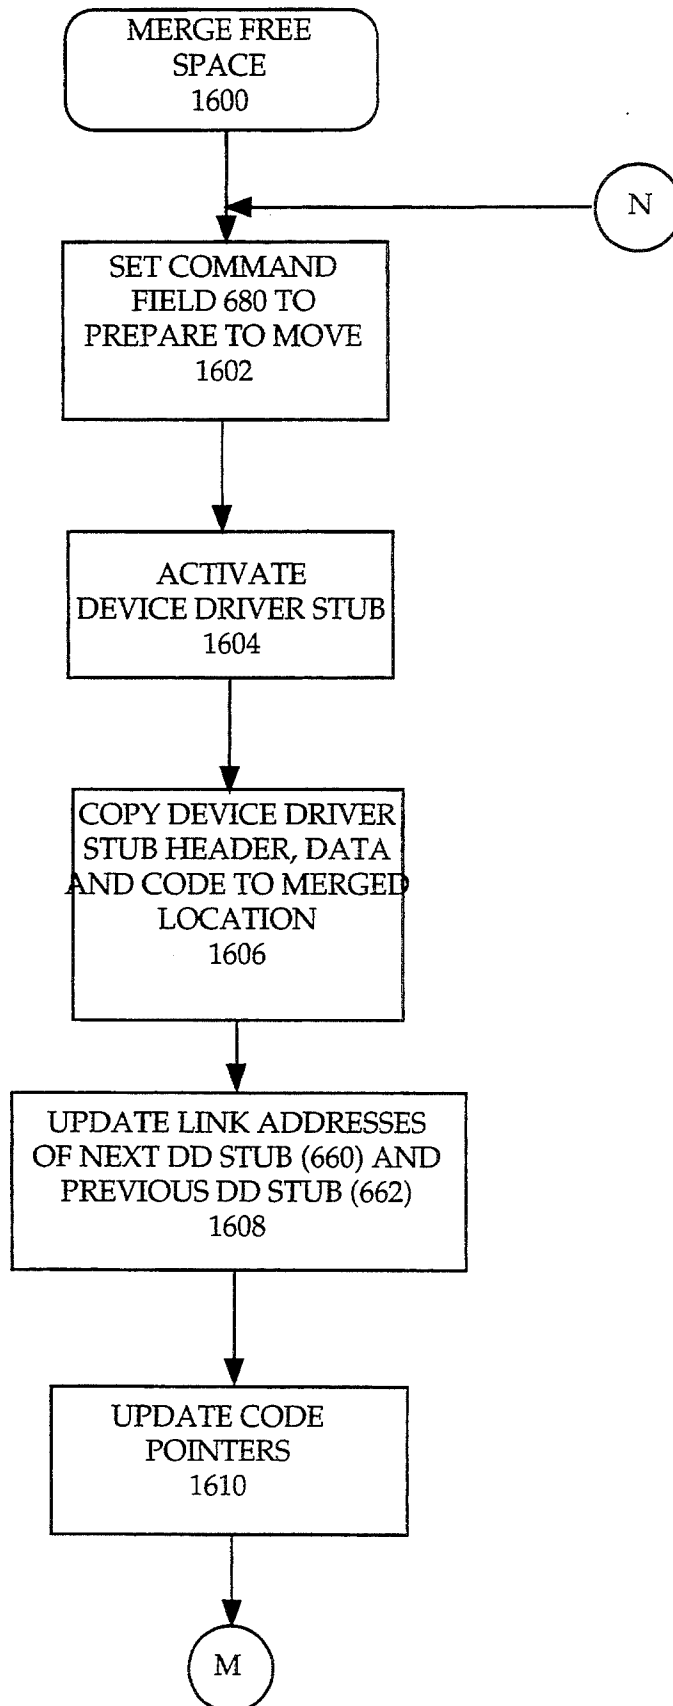 MERGE FREE
SPACE
1600
N
SET COMMAND
FIELD 680 TO
PREPARE TO MOVE
1602
ACTIVATE
DEVICE DRIVER STUB
1604
COPY DEVICE DRIVER
STUB HEADER, DATA
AND CODE TO MERGED
LOCATION
1606
UPDATE LINK ADDRESSES
OF NEXT DD STUB (660) AND
PREVIOUS DD STUB (662)
1608
UPDATE CODE
POINTERS
1610
M